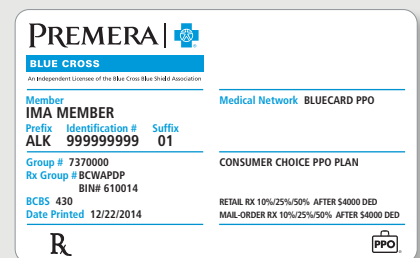 PREMERA
BLUE CROSS
An Independent Licensee of the Blue Cross Blue Shield Association
Member
IMA MEMBER
Prefix Identification # Suffix
ALK 999999999 01
Medical Network BLUECARD PPO
Group # 7370000
Rx Group # BCWAPDP
BIN# 610014
BCBS 430
Date Printed 12/22/2014
CONSUMER CHOICE PPO PLAN
RETAIL RX 10%/25%/50% AFTER $4000 DED
MAIL-ORDER RX 10%/25%/50% AFTER $4000 DED
Rx
PPO